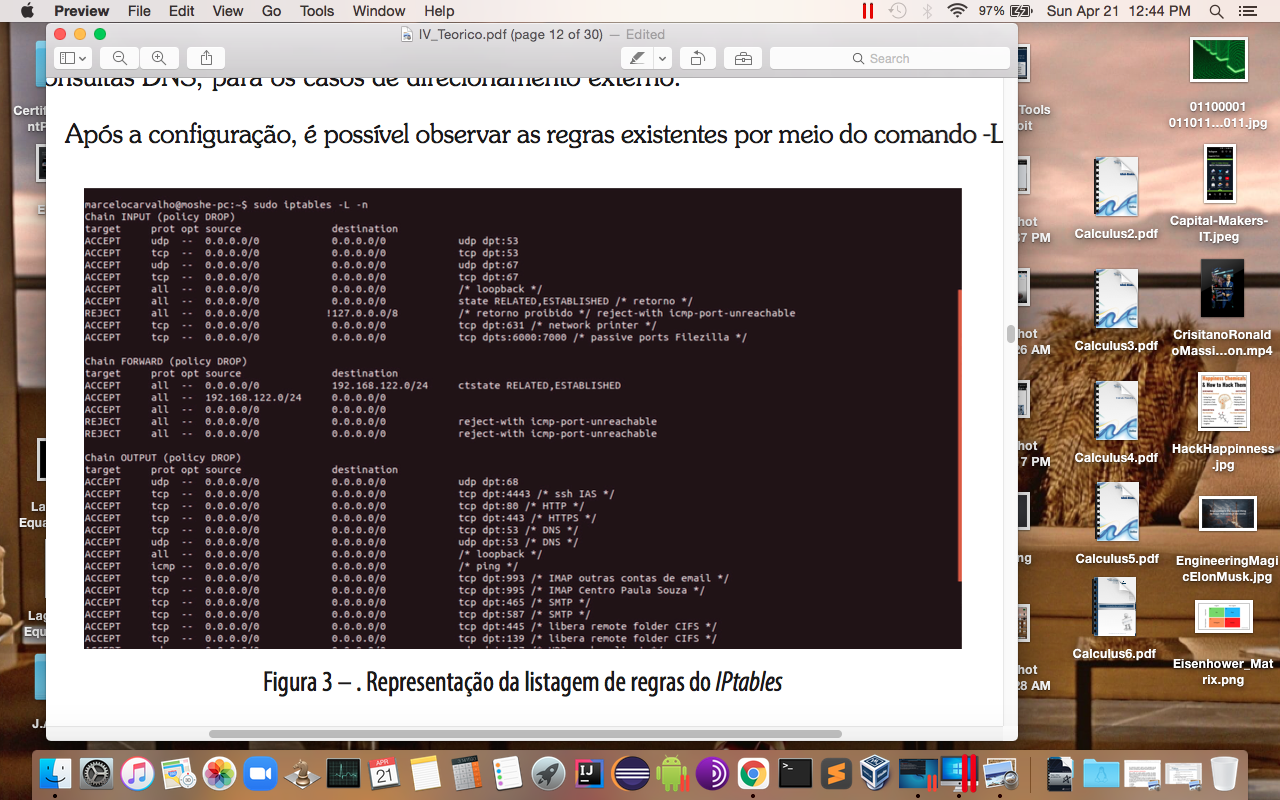 Preview File Edit View Go Tools Window Help 97% Sun Apr 21 12:44 PM
IV_Teorico.pdf (page 12 of 30) — Edited
Search
onsultas DNS, para os casos de direcionamento externo.
Após a configuração, é possível observar as regras existentes por meio do comando -L
marcelocarvalho@moshe-pc:~$ sudo iptables -L -n
Chain INPUT (policy DROP)
target prot opt source destination
ACCEPT udp -- 0.0.0.0/0 0.0.0.0/0 udp dpt:53
ACCEPT tcp -- 0.0.0.0/0 0.0.0.0/0 tcp dpt:53
ACCEPT udp -- 0.0.0.0/0 0.0.0.0/0 udp dpt:67
ACCEPT tcp -- 0.0.0.0/0 0.0.0.0/0 tcp dpt:67
ACCEPT all -- 0.0.0.0/0 0.0.0.0/0 /* loopback */
ACCEPT all -- 0.0.0.0/0 0.0.0.0/0 state RELATED,ESTABLISHED /* retorno */
REJECT all -- 0.0.0.0/0 !127.0.0.0/8 /* retorno proibido */ reject-with icmp-port-unreachable
ACCEPT tcp -- 0.0.0.0/0 0.0.0.0/0 tcp dpt:631 /* network printer */
ACCEPT tcp -- 0.0.0.0/0 0.0.0.0/0 tcp dpts:6000:7000 /* passive ports Filezilla */
Chain FORWARD (policy DROP)
target prot opt source destination
ACCEPT all -- 0.0.0.0/0 192.168.122.0/24 ctstate RELATED,ESTABLISHED
ACCEPT all -- 192.168.122.0/24 0.0.0.0/0
ACCEPT all -- 0.0.0.0/0 0.0.0.0/0
REJECT all -- 0.0.0.0/0 0.0.0.0/0 reject-with icmp-port-unreachable
REJECT all -- 0.0.0.0/0 0.0.0.0/0 reject-with icmp-port-unreachable
Chain OUTPUT (policy DROP)
target prot opt source destination
ACCEPT udp -- 0.0.0.0/0 0.0.0.0/0 udp dpt:68
ACCEPT tcp -- 0.0.0.0/0 0.0.0.0/0 tcp dpt:4443 /* ssh IAS */
ACCEPT tcp -- 0.0.0.0/0 0.0.0.0/0 tcp dpt:80 /* HTTP */
ACCEPT tcp -- 0.0.0.0/0 0.0.0.0/0 tcp dpt:443 /* HTTPS */
ACCEPT tcp -- 0.0.0.0/0 0.0.0.0/0 tcp dpt:53 /* DNS */
ACCEPT udp -- 0.0.0.0/0 0.0.0.0/0 udp dpt:53 /* DNS */
ACCEPT all -- 0.0.0.0/0 0.0.0.0/0 /* loopback */
ACCEPT icmp -- 0.0.0.0/0 0.0.0.0/0 /* ping */
ACCEPT tcp -- 0.0.0.0/0 0.0.0.0/0 tcp dpt:993 /* IMAP outras contas de email */
ACCEPT tcp -- 0.0.0.0/0 0.0.0.0/0 tcp dpt:995 /* IMAP Centro Paula Souza */
ACCEPT tcp -- 0.0.0.0/0 0.0.0.0/0 tcp dpt:465 /* SMTP */
ACCEPT tcp -- 0.0.0.0/0 0.0.0.0/0 tcp dpt:587 /* SMTP */
ACCEPT tcp -- 0.0.0.0/0 0.0.0.0/0 tcp dpt:445 /* libera remote folder CIFS */
ACCEPT tcp -- 0.0.0.0/0 0.0.0.0/0 tcp dpt:139 /* libera remote folder CIFS */
Figura 3 – . Representação da listagem de regras do IPtables
Certif
ntP
E
La
Equa
Lag
Equa
J.A
Tools
oit
hot
37 PM
hot
26 AM
hot
7 PM
ng
hot
28 AM
Calculus2.pdf
Calculus3.pdf
Calculus4.pdf
Calculus5.pdf
Calculus6.pdf
01100001
011011...011.jpg
Capital-Makers-
IT.jpeg
CrisitanoRonald
oMassi...on.mp4
HackHappinness
.jpg
EngineeringMagi
cElonMusk.jpg
Eisenhower_Mat
rix.png
APR
21
IJ